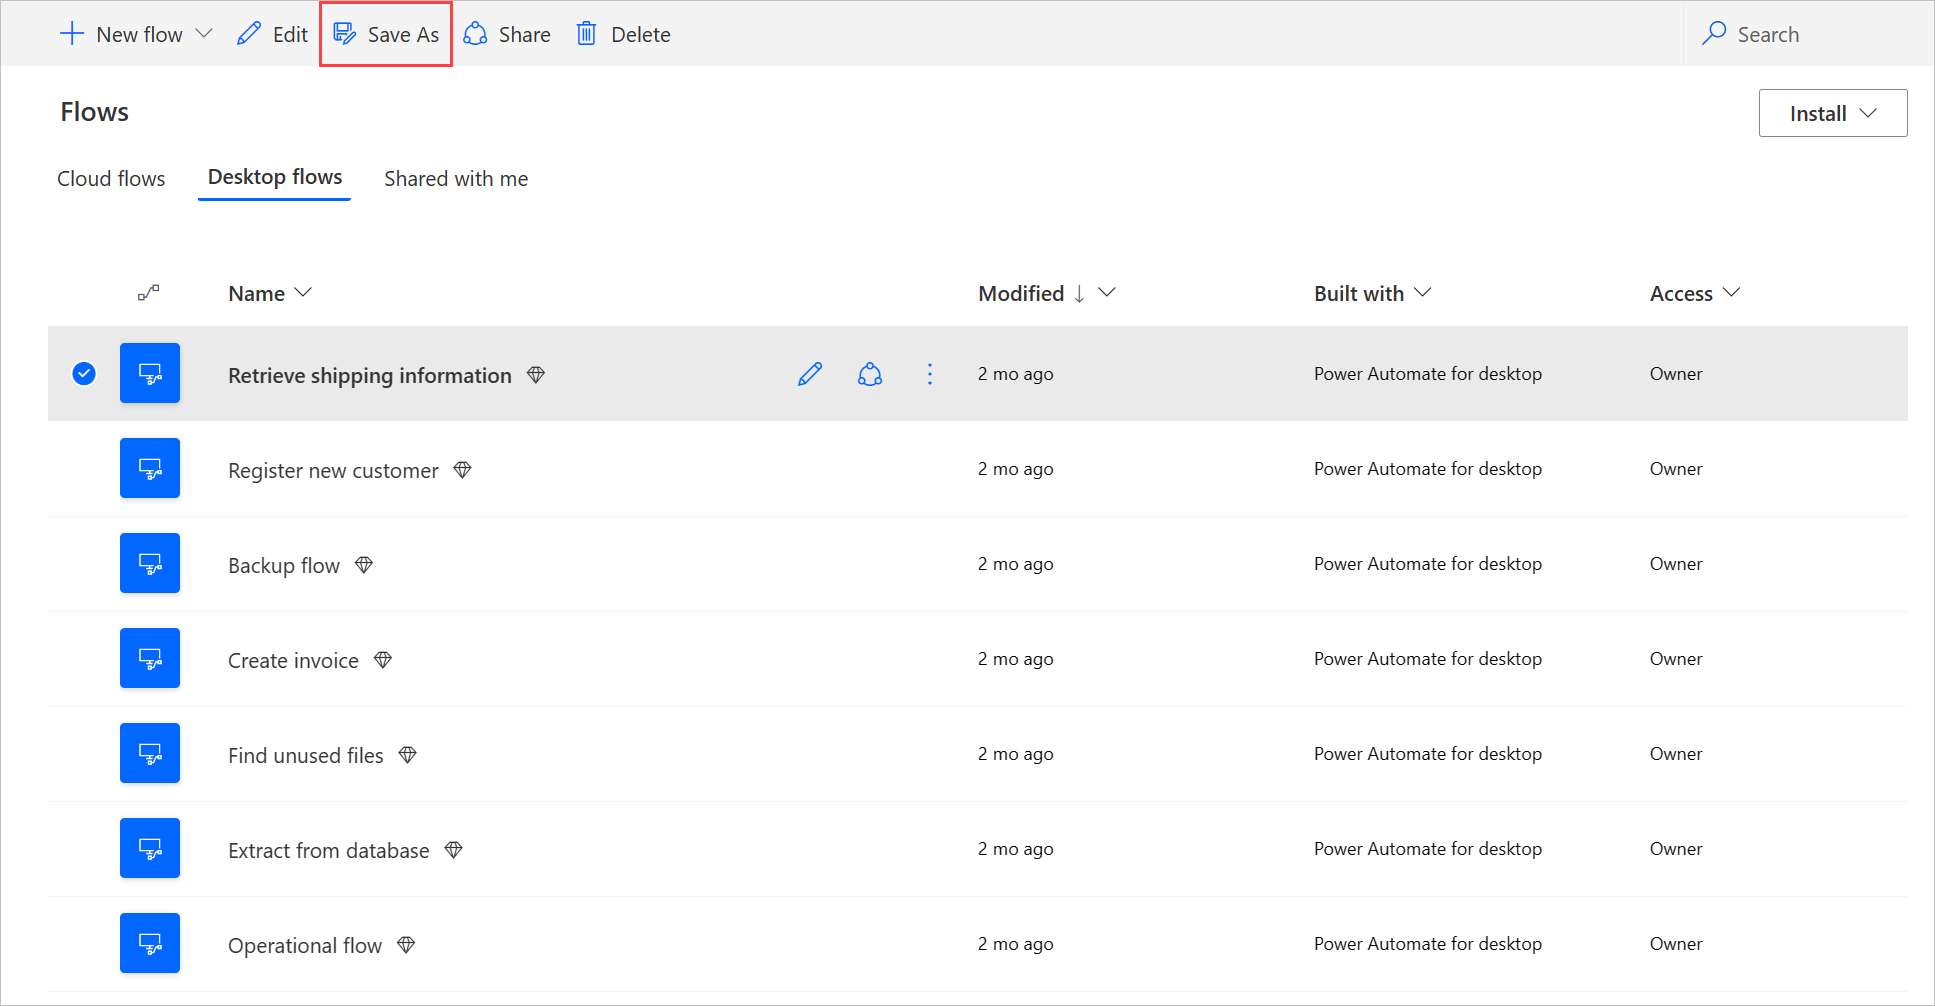 New flow Edit Save As Share Delete Search
Flows
Install
Cloud flows Desktop flows Shared with me
Name Modified Built with Access
Retrieve shipping information 2 mo ago Power Automate for desktop Owner
Register new customer 2 mo ago Power Automate for desktop Owner
Backup flow 2 mo ago Power Automate for desktop Owner
Create invoice 2 mo ago Power Automate for desktop Owner
Find unused files 2 mo ago Power Automate for desktop Owner
Extract from database 2 mo ago Power Automate for desktop Owner
Operational flow 2 mo ago Power Automate for desktop Owner